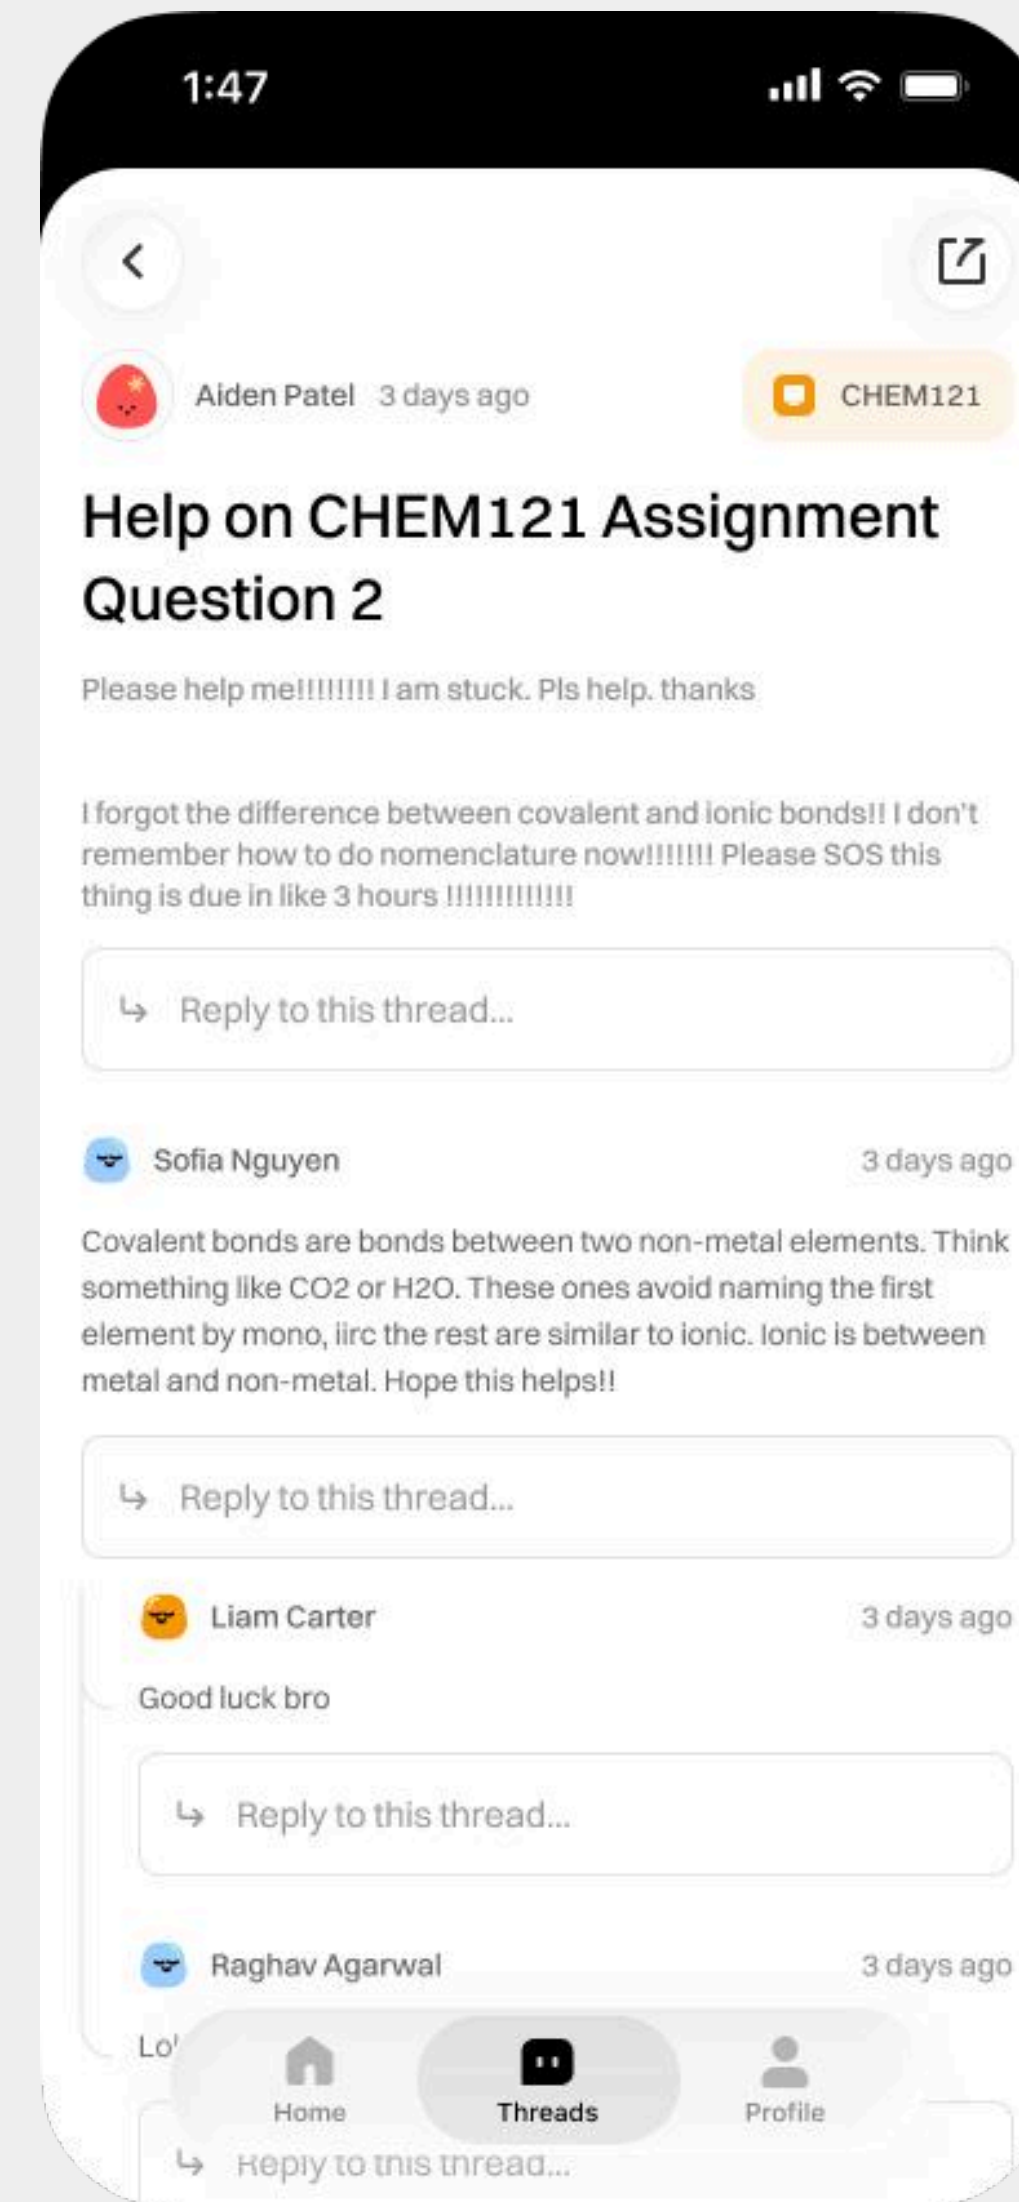 1:47
Aiden Patel 3 days ago
CHEM121
Help on CHEM121 Assignment
Question 2
Please help me!!!!!!!! I am stuck. Pls help. thanks
I forgot the difference between covalent and ionic bonds!! I don't
remember how to do nomenclature now!!!!!!! Please SOS this
thing is due in like 3 hours !!!!!!!!!!!!!
Reply to this thread...
Sofia Nguyen 3 days ago
Covalent bonds are bonds between two non-metal elements. Think
something like CO2 or H2O. These ones avoid naming the first
element by mono, iirc the rest are similar to ionic. Ionic is between
metal and non-metal. Hope this helps!!
Reply to this thread...
Liam Carter 3 days ago
Good luck bro
Reply to this thread...
Raghav Agarwal 3 days ago
Home Threads Profile
Reply to this thread...